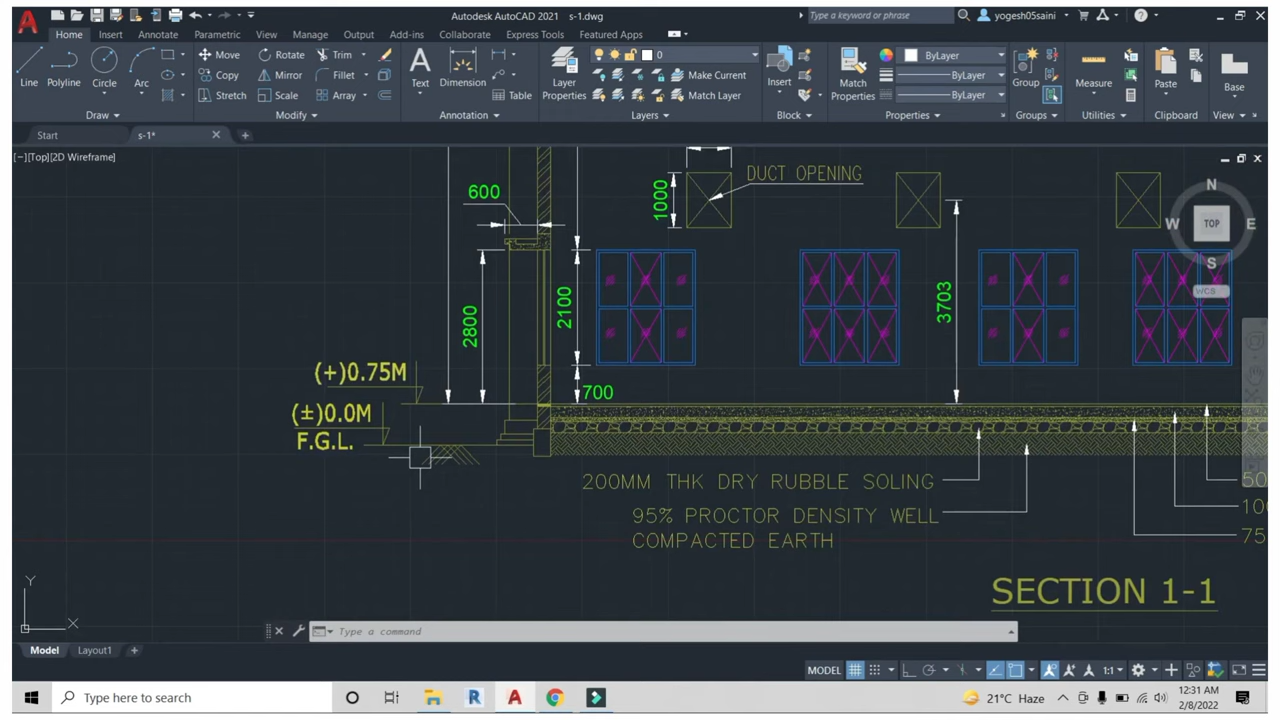 Autodesk AutoCAD 2021 s-1.dwg
Type a keyword or phrase
yogesh05saini
Home Insert Annotate Parametric View Manage Output Add-ins Collaborate Express Tools Featured Apps
Line Polyline Circle Arc
Move Rotate Trim
Copy Mirror Fillet
Stretch Scale Array
Text Dimension Table
Layer Properties
0
Make Current
Match Layer
Insert
Match Properties
ByLayer
ByLayer
ByLayer
Group
Measure
Paste
Base
Draw Modify Annotation Layers Block Properties Groups Utilities Clipboard View
Start s-1*
[−][Top][2D Wireframe]
DUCT OPENING
600
1000
N
W TOP E
S
WCS
2800
2100
3703
(+)0.75M
700
(±)0.0M
F.G.L.
200MM THK DRY RUBBLE SOLING
50
95% PROCTOR DENSITY WELL
100
COMPACTED EARTH
75
SECTION 1-1
Y
X
Type a command
Model Layout1
MODEL 1:1
Type here to search
R
A
21°C Haze
12:31 AM
2/8/2022